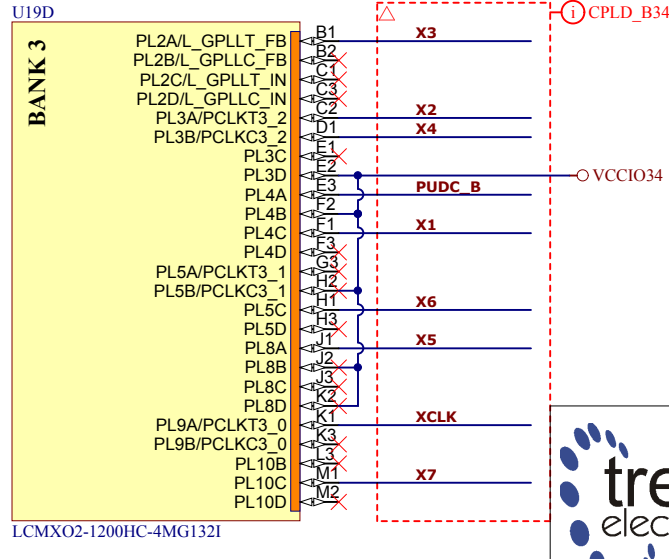 U19D
CPLD_B34
BANK 3
PL2A/L_GPLLT_FB B1 X3
PL2B/L_GPLLC_FB B2
PL2C/L_GPLLT_IN C1
PL2D/L_GPLLC_IN C3
PL3A/PCLKT3_2 C2 X2
PL3B/PCLKC3_2 D1 X4
PL3C E1
PL3D E2 VCCIO34
PL4A E3 PUDC_B
PL4B F2
PL4C F1 X1
PL4D F3
PL5A/PCLKT3_1 G3
PL5B/PCLKC3_1 H2
PL5C H1 X6
PL5D H3
PL8A J1 X5
PL8B J2
PL8C J3
PL8D K2
PL9A/PCLKT3_0 K1 XCLK
PL9B/PCLKC3_0 K3
PL10B L3
PL10C M1 X7
PL10D M2
LCMXO2-1200HC-4MG132I
tre
elec